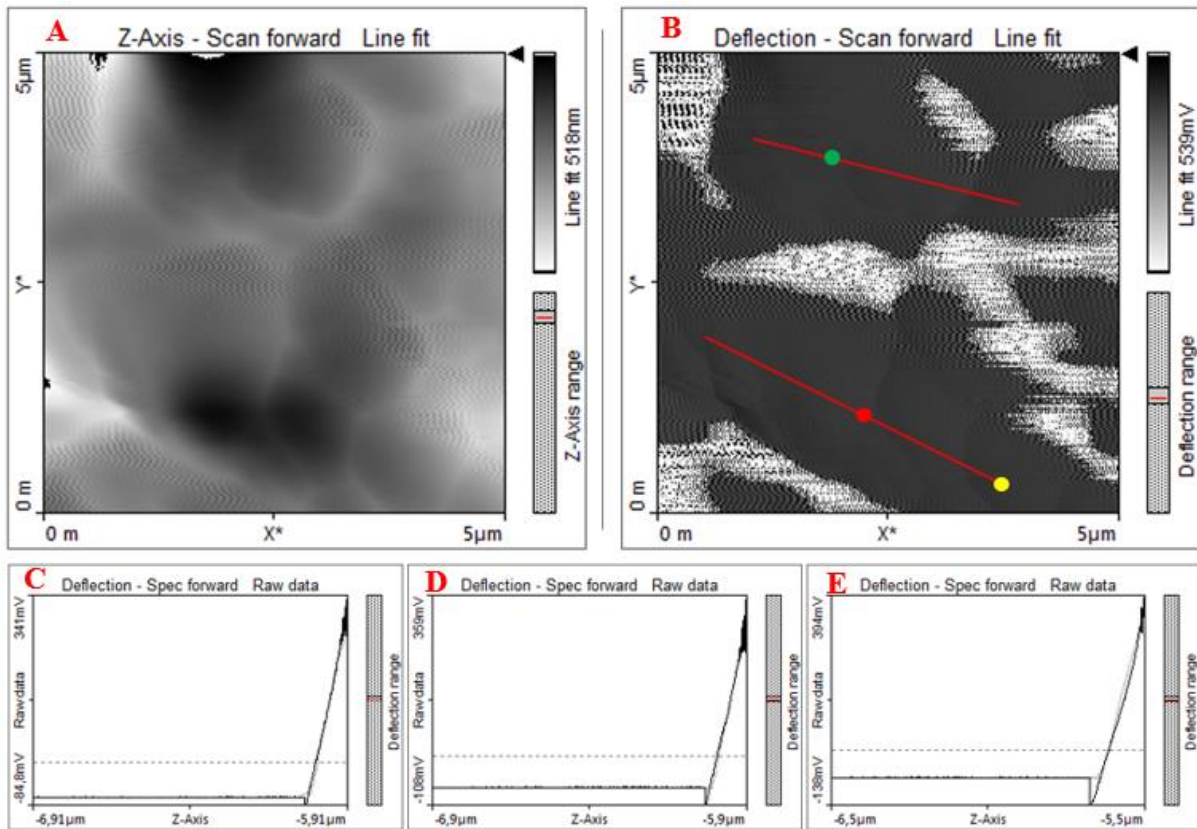 A
Z-Axis - Scan forward Line fit
5µm
Y*
0 m
0 m
X*
5µm
Line fit 518nm
Z-Axis range
B
Deflection - Scan forward Line fit
5µm
Y*
0 m
0 m
X*
5µm
Line fit 539mV
Deflection range
C
Deflection - Spec forward Raw data
341mV
Raw data
-84,8mV
-6,91µm
Z-Axis
-5,91µm
Deflection range
D
Deflection - Spec forward Raw data
359mV
Raw data
-108mV
-6,9µm
Z-Axis
-5,9µm
Deflection range
E
Deflection - Spec forward Raw data
394mV
Raw data
-138mV
-6,5µm
Z-Axis
-5,5µm
Deflection range